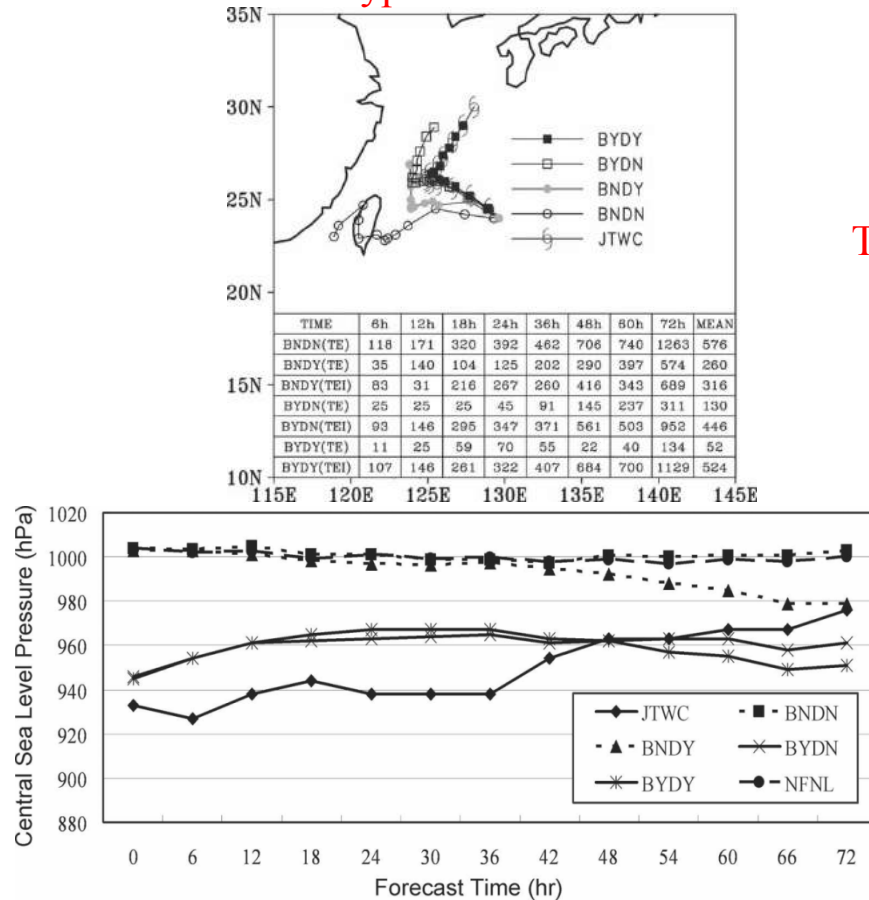 yp
35N
30N
25N
20N
15N
10N
BYDY
BYDN
BNDY
BNDN
JTWC
T
TIME 6h 12h 18h 24h 36h 48h 60h 72h MEAN
BNDN(TE) 118 171 320 392 462 706 740 1263 576
BNDY(TE) 35 140 104 125 202 290 397 574 260
BNDY(TEI) 83 31 216 267 260 416 343 689 316
BYDN(TE) 25 25 25 45 91 145 237 311 130
BYDN(TEI) 93 146 295 347 371 561 503 952 446
BYDY(TE) 11 25 59 70 55 22 40 134 52
BYDY(TEI) 107 146 261 322 407 684 700 1129 524
115E 120E 125E 130E 135E 140E 145E
Central Sea Level Pressure (hPa)
1020
1000
980
960
940
920
900
880
JTWC BNDN
BNDY BYDN
BYDY NFNL
0 6 12 18 24 30 36 42 48 54 60 66 72
Forecast Time (hr)